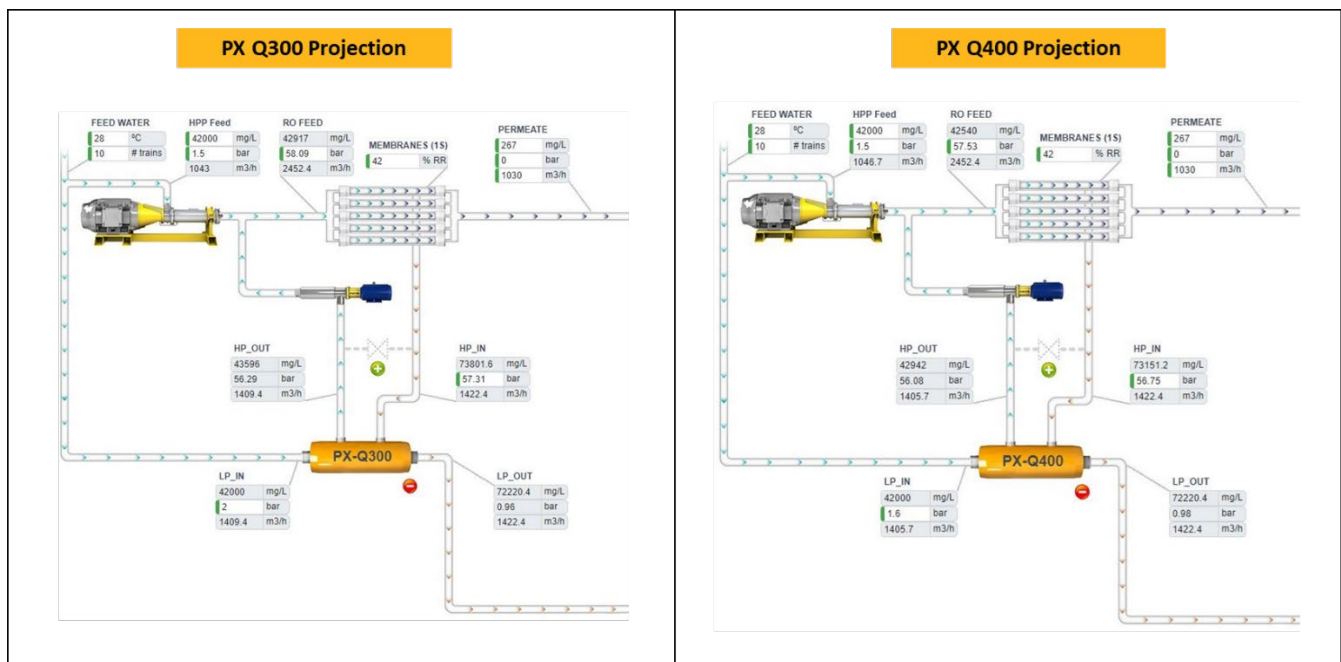 PX Q300 Projection
FEED WATER
28 ºC
10 # trains
HPP Feed
42000 mg/L
1.5 bar
1043 m3/h
RO FEED
42917 mg/L
58.09 bar
2452.4 m3/h
MEMBRANES (1S)
42 % RR
PERMEATE
267 mg/L
0 bar
1030 m3/h
HP_OUT
43596 mg/L
56.29 bar
1409.4 m3/h
HP_IN
73801.6 mg/L
57.31 bar
1422.4 m3/h
PX-Q300
LP_IN
42000 mg/L
2 bar
1409.4 m3/h
LP_OUT
72220.4 mg/L
0.96 bar
1422.4 m3/h
PX Q400 Projection
FEED WATER
28 ºC
10 # trains
HPP Feed
42000 mg/L
1.5 bar
1046.7 m3/h
RO FEED
42540 mg/L
57.53 bar
2452.4 m3/h
MEMBRANES (1S)
42 % RR
PERMEATE
267 mg/L
0 bar
1030 m3/h
HP_OUT
42942 mg/L
56.08 bar
1405.7 m3/h
HP_IN
73151.2 mg/L
56.75 bar
1422.4 m3/h
PX-Q400
LP_IN
42000 mg/L
1.6 bar
1405.7 m3/h
LP_OUT
72220.4 mg/L
0.98 bar
1422.4 m3/h